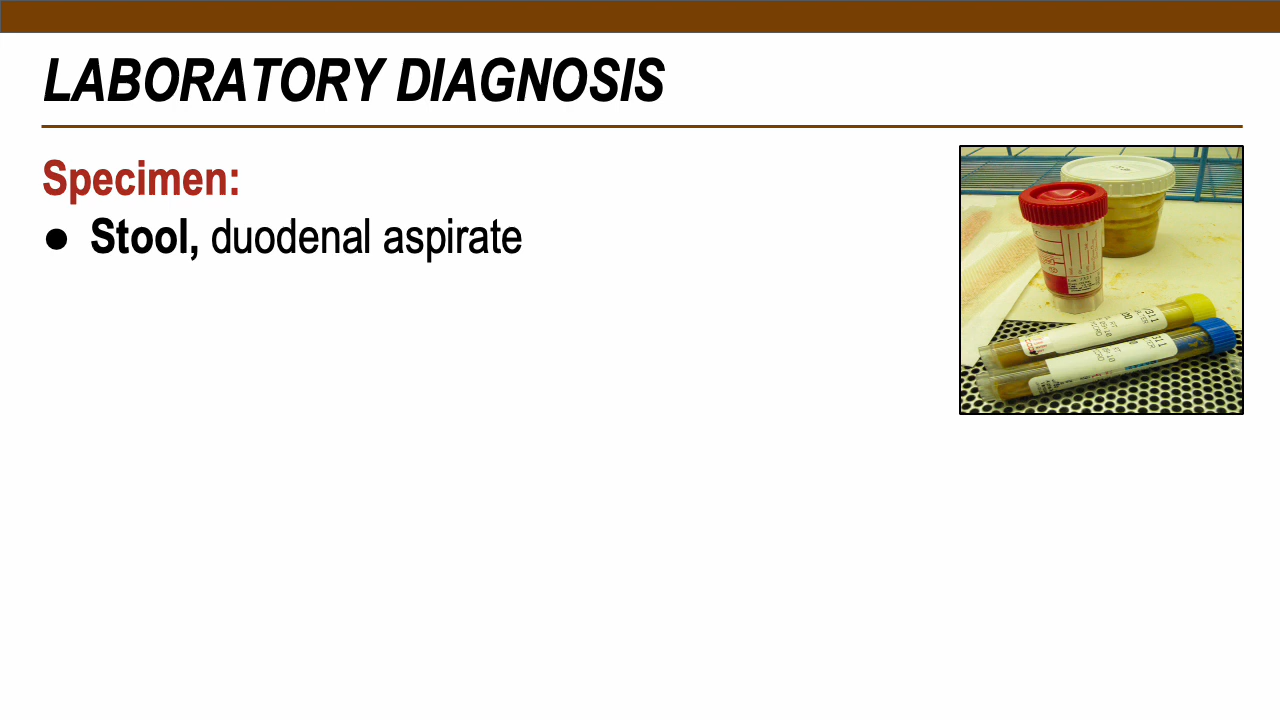 LABORATORY DIAGNOSIS
Specimen:
● Stool, duodenal aspirate